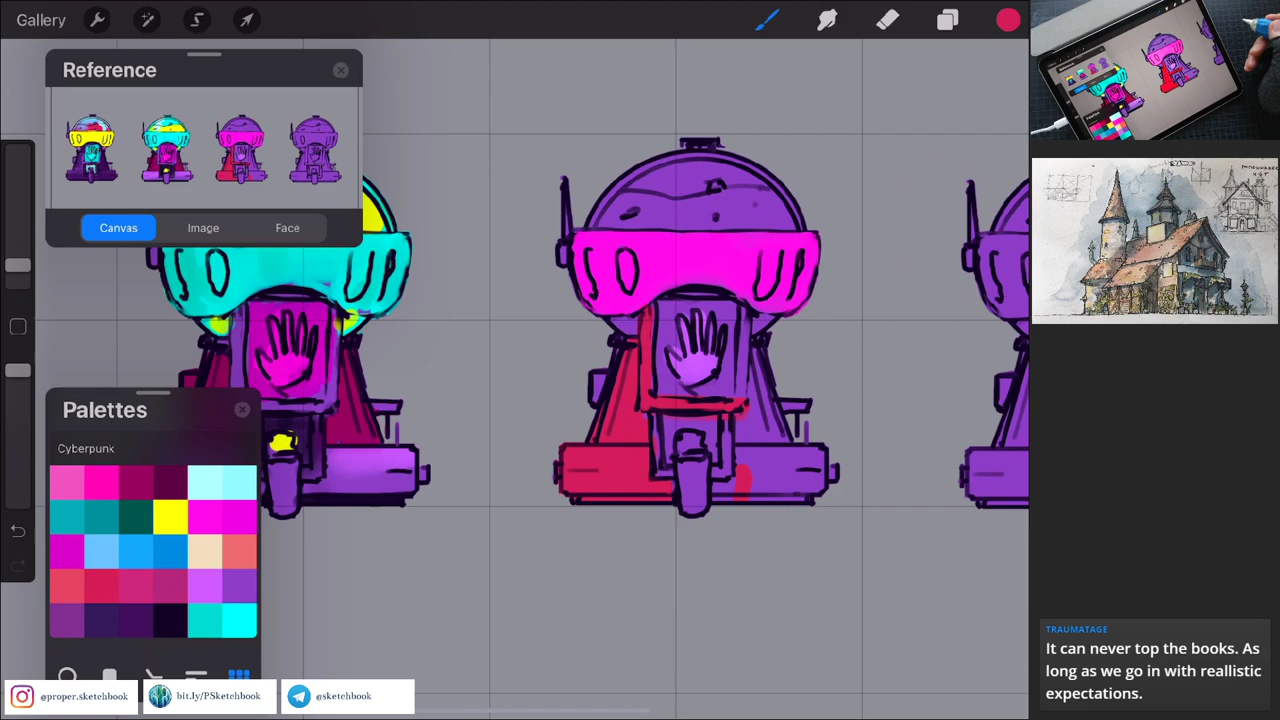 Gallery
Reference
Canvas Image Face
Palettes
Cyberpunk
@proper.sketchbook
bit.ly/PSketchbook
@sketchbook
TRAUMATAGE
It can never top the books. As
long as we go in with reallistic
expectations.